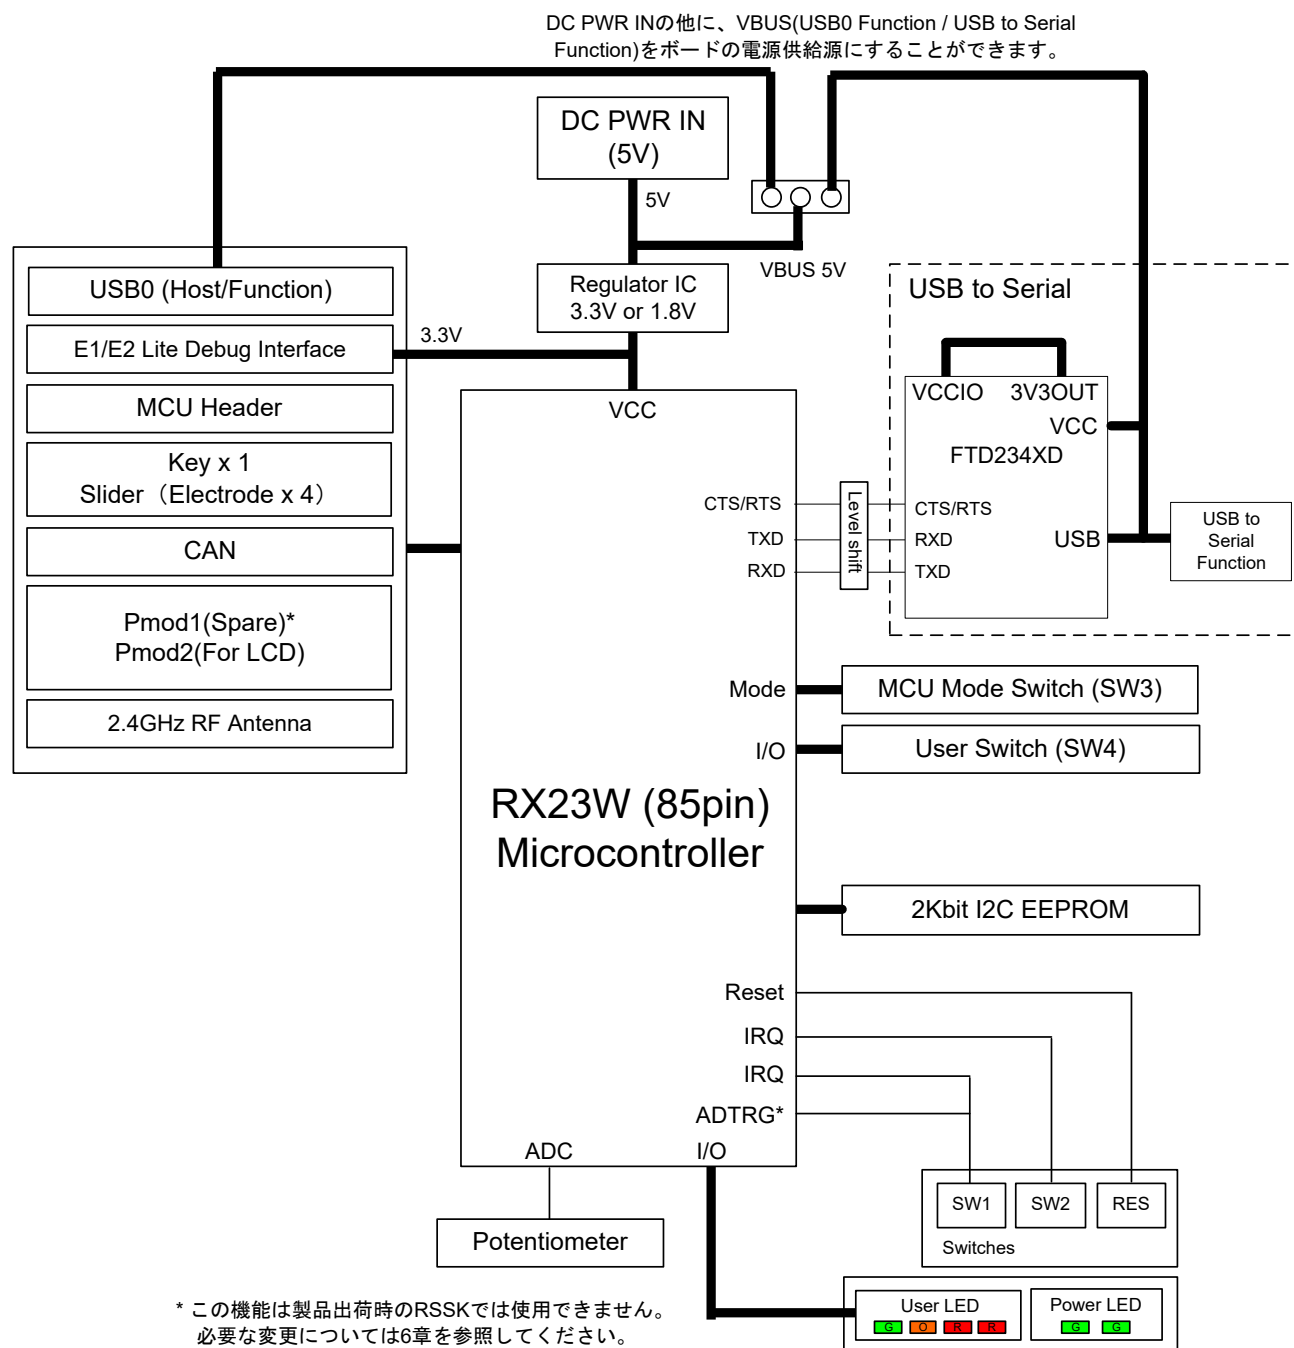 DC PWR INの他に、VBUS(USB0 Function / USB to Serial
Function)をボードの電源供給源にすることができます。
DC PWR IN
(5V)
5V
VBUS 5V
Regulator IC
3.3V or 1.8V
3.3V
USB0 (Host/Function)
E1/E2 Lite Debug Interface
MCU Header
Key x 1
Slider（Electrode x 4）
CAN
Pmod1(Spare)*
Pmod2(For LCD)
2.4GHz RF Antenna
USB to Serial
VCCIO 3V3OUT
VCC
FTD234XD
CTS/RTS
RXD
TXD
USB
USB to
Serial
Function
Level shift
VCC
CTS/RTS
TXD
RXD
Mode
MCU Mode Switch (SW3)
I/O
User Switch (SW4)
RX23W (85pin)
Microcontroller
2Kbit I2C EEPROM
Reset
IRQ
IRQ
ADTRG*
ADC
I/O
Potentiometer
SW1
SW2
RES
Switches
User LED
G O R R
Power LED
G G
* この機能は製品出荷時のRSSKでは使用できません。
必要な変更については6章を参照してください。